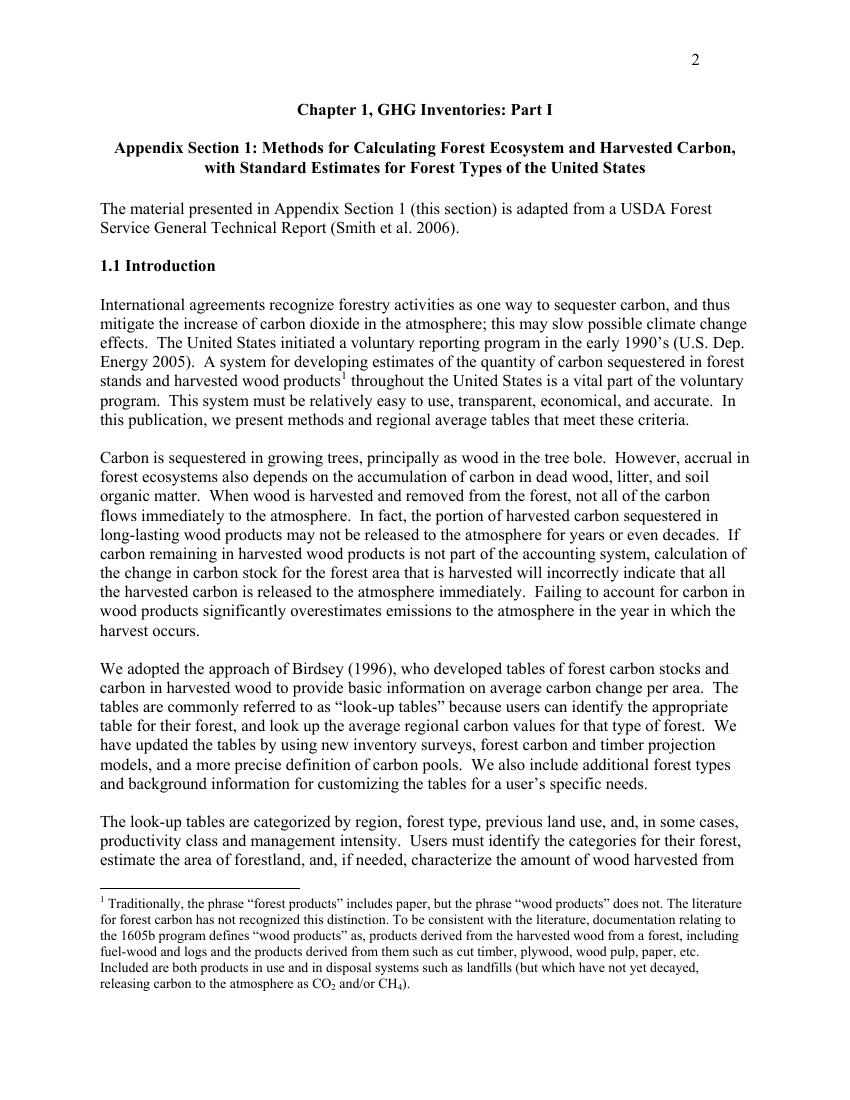 2
Chapter 1, GHG Inventories: Part I
Appendix Section 1: Methods for Calculating Forest Ecosystem and Harvested Carbon,
with Standard Estimates for Forest Types of the United States
The material presented in Appendix Section 1 (this section) is adapted from a USDA Forest
Service General Technical Report (Smith et al. 2006).
1.1 Introduction
International agreements recognize forestry activities as one way to sequester carbon, and thus
mitigate the increase of carbon dioxide in the atmosphere; this may slow possible climate change
effects.  The United States initiated a voluntary reporting program in the early 1990’s (U.S. Dep.
Energy 2005).  A system for developing estimates of the quantity of carbon sequestered in forest
stands and harvested wood products1 throughout the United States is a vital part of the voluntary
program.  This system must be relatively easy to use, transparent, economical, and accurate.  In
this publication, we present methods and regional average tables that meet these criteria.
Carbon is sequestered in growing trees, principally as wood in the tree bole.  However, accrual in
forest ecosystems also depends on the accumulation of carbon in dead wood, litter, and soil
organic matter.  When wood is harvested and removed from the forest, not all of the carbon
flows immediately to the atmosphere.  In fact, the portion of harvested carbon sequestered in
long-lasting wood products may not be released to the atmosphere for years or even decades.  If
carbon remaining in harvested wood products is not part of the accounting system, calculation of
the change in carbon stock for the forest area that is harvested will incorrectly indicate that all
the harvested carbon is released to the atmosphere immediately.  Failing to account for carbon in
wood products significantly overestimates emissions to the atmosphere in the year in which the
harvest occurs.
We adopted the approach of Birdsey (1996), who developed tables of forest carbon stocks and
carbon in harvested wood to provide basic information on average carbon change per area.  The
tables are commonly referred to as “look-up tables” because users can identify the appropriate
table for their forest, and look up the average regional carbon values for that type of forest.  We
have updated the tables by using new inventory surveys, forest carbon and timber projection
models, and a more precise definition of carbon pools.  We also include additional forest types
and background information for customizing the tables for a user’s specific needs.
The look-up tables are categorized by region, forest type, previous land use, and, in some cases,
productivity class and management intensity.  Users must identify the categories for their forest,
estimate the area of forestland, and, if needed, characterize the amount of wood harvested from
1 Traditionally, the phrase “forest products” includes paper, but the phrase “wood products” does not. The literature
for forest carbon has not recognized this distinction. To be consistent with the literature, documentation relating to
the 1605b program defines “wood products” as, products derived from the harvested wood from a forest, including
fuel-wood and logs and the products derived from them such as cut timber, plywood, wood pulp, paper, etc.
Included are both products in use and in disposal systems such as landfills (but which have not yet decayed,
releasing carbon to the atmosphere as CO2 and/or CH4).